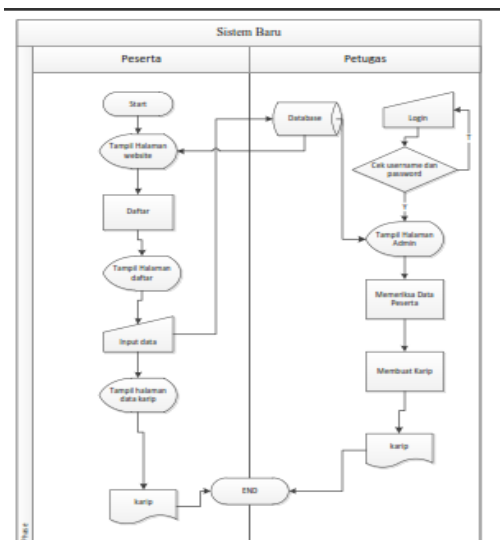 Sistem Baru
Peserta
Petugas
Start
Tampil Halaman
website
Daftar
Tampil Halaman
daftar
Input data
Tampil halaman
data karip
karip
Database
Login
Cek username dan
password
Tampil Halaman
Admin
Memeriksa Data
Peserta
Membuat Karip
karip
END
Phase